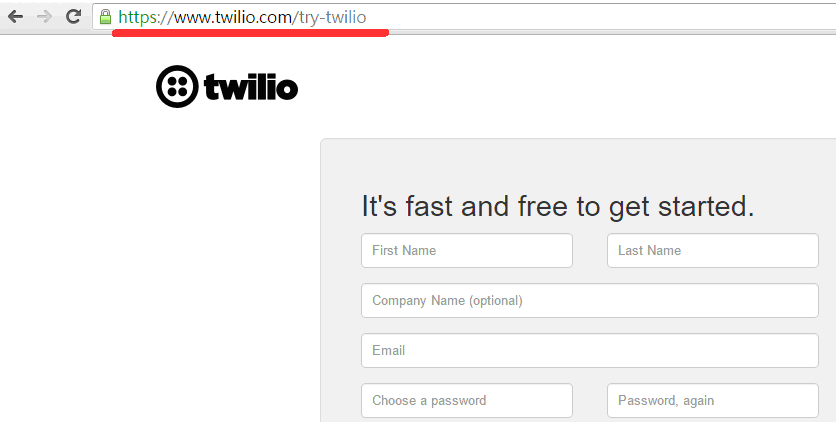 https://www.twilio.com/try-twilio
twilio
It's fast and free to get started.
First Name Last Name
Company Name (optional)
Email
Choose a password Password, again